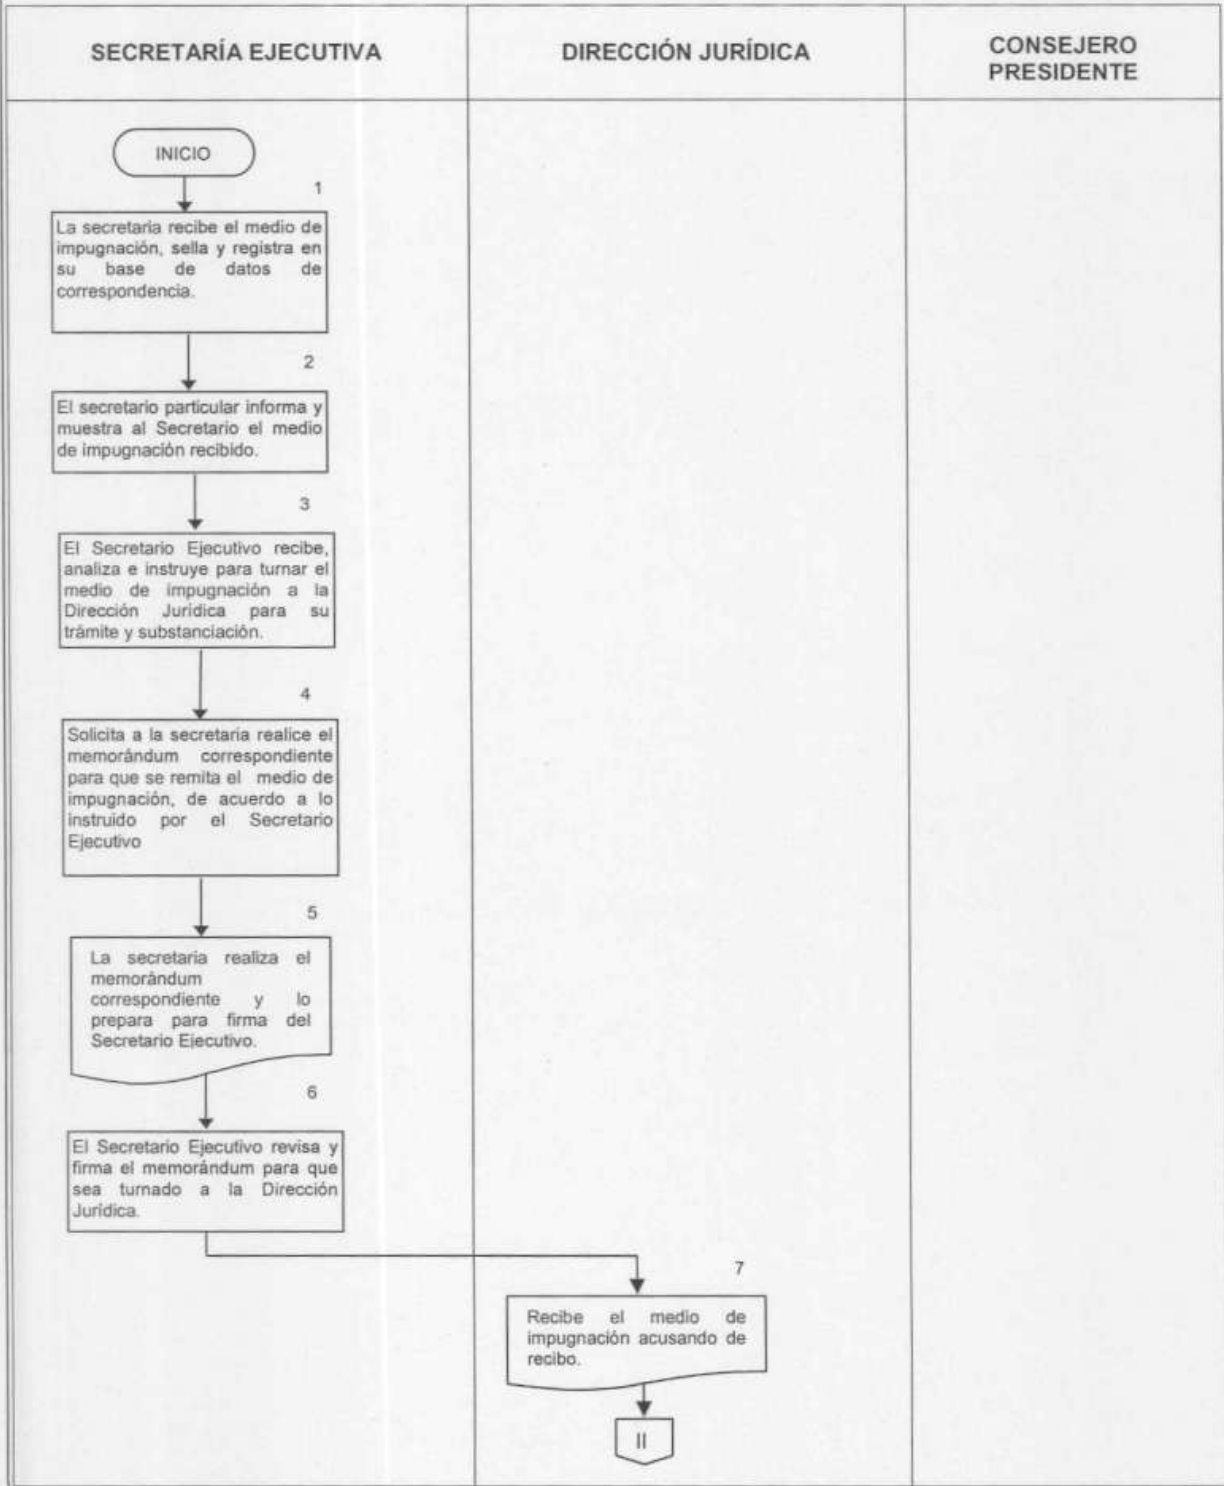 SECRETARÍA EJECUTIVA
DIRECCIÓN JURÍDICA
CONSEJERO
PRESIDENTE
INICIO
1
La secretaria recibe el medio de
impugnación, sella y registra en
su base de datos de
correspondencia.
2
El secretario particular informa y
muestra al Secretario el medio
de impugnación recibido.
3
El Secretario Ejecutivo recibe,
analiza e instruye para turnar el
medio de impugnación a la
Dirección Jurídica para su
trámite y substanciación.
4
Solicita a la secretaria realice el
memorándum correspondiente
para que se remita el medio de
impugnación, de acuerdo a lo
instruido por el Secretario
Ejecutivo
5
La secretaria realiza el
memorándum
correspondiente y lo
prepara para firma del
Secretario Ejecutivo.
6
El Secretario Ejecutivo revisa y
firma el memorándum para que
sea turnado a la Dirección
Jurídica.
7
Recibe el medio de
impugnación acusando de
recibo.
II